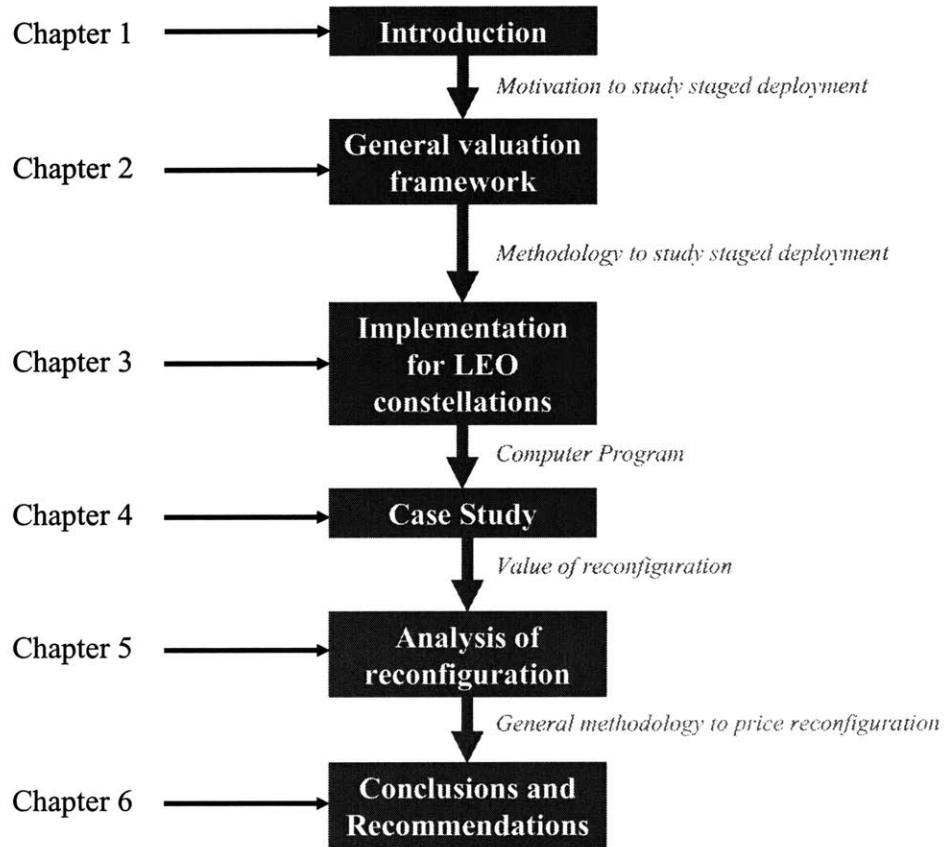 Chapter 1
Introduction
Motivation to study staged deployment
Chapter 2
General valuation
framework
Methodology to study staged deployment
Chapter 3
Implementation
for LEO
constellations
Computer Program
Chapter 4
Case Study
Value of reconfiguration
Chapter 5
Analysis of
reconfiguration
General methodology to price reconfiguration
Chapter 6
Conclusions and
Recommendations